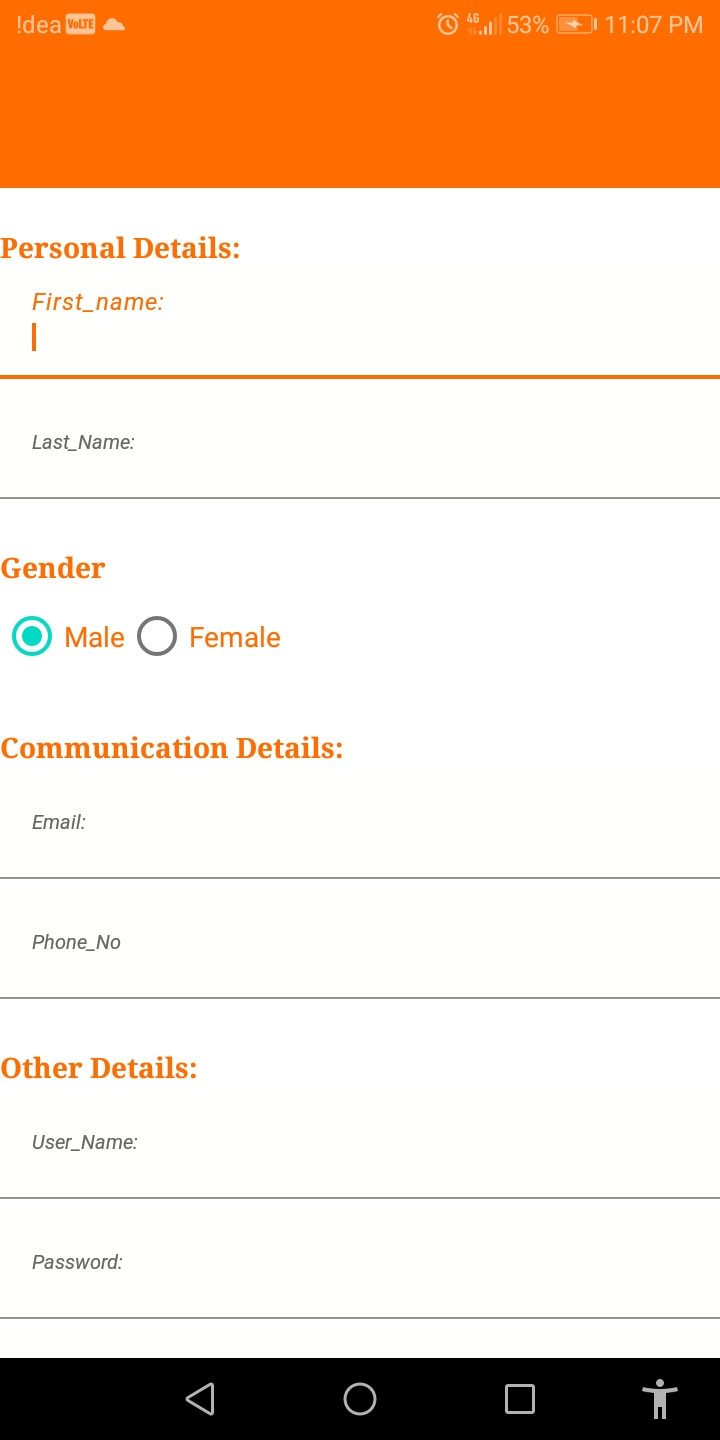 !dea VoLTE 4G 53% 11:07 PM
Personal Details:
First_name:
Last_Name:
Gender
Male Female
Communication Details:
Email:
Phone_No
Other Details:
User_Name:
Password: